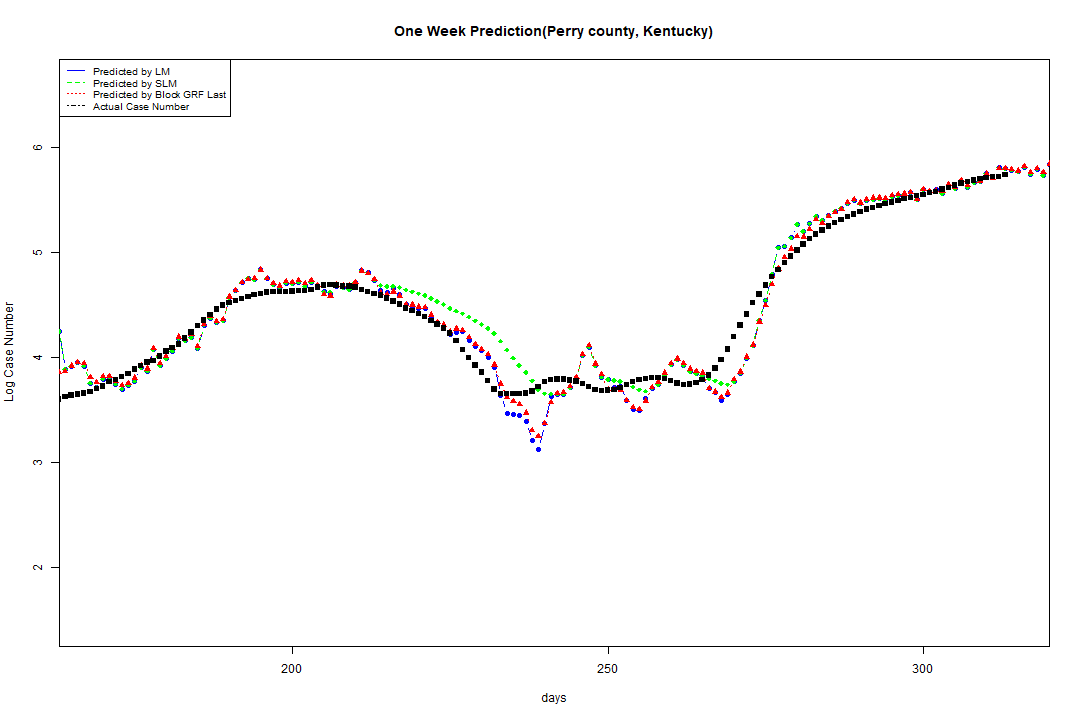 One Week Prediction(Perry county, Kentucky)
Predicted by LM
Predicted by SLM
Predicted by Block GRF Last
Actual Case Number
6
5
4
3
2
Log Case Number
200
250
300
days